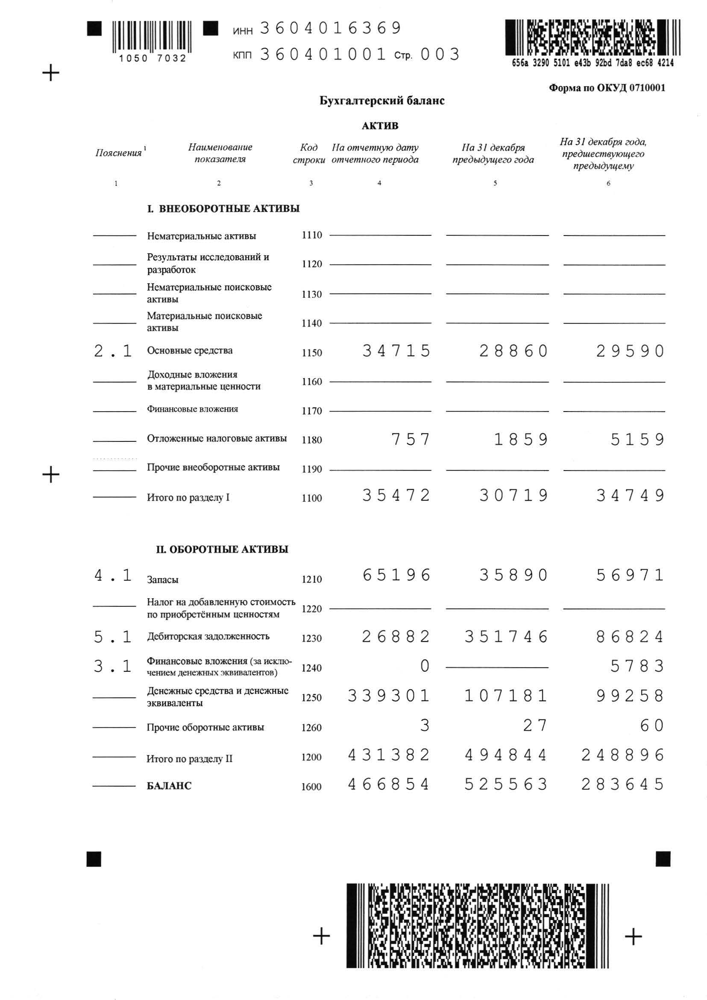 ИНН 3604016369
1050 7032
КПП 360401001 Стр. 003
656a 3290 5101 e43b 92bd 7da8 ec68 4214
Форма по ОКУД 0710001
Бухгалтерский баланс
АКТИВ
Пояснения 1 Наименование показателя Код строки На отчетную дату отчетного периода На 31 декабря предыдущего года На 31 декабря года, предшествующего предыдущему
1 2 3 4 5 6
I. ВНЕОБОРОТНЫЕ АКТИВЫ
Нематериальные активы 1110
Результаты исследований и
разработок 1120
Нематериальные поисковые
активы 1130
Материальные поисковые
активы 1140
2.1 Основные средства 1150 34715 28860 29590
Доходные вложения
в материальные ценности 1160
Финансовые вложения 1170
Отложенные налоговые активы 1180 757 1859 5159
Прочие внеоборотные активы 1190
Итого по разделу I 1100 35472 30719 34749
II. ОБОРОТНЫЕ АКТИВЫ
4.1 Запасы 1210 65196 35890 56971
Налог на добавленную стоимость
по приобретённым ценностям 1220
5.1 Дебиторская задолженность 1230 26882 351746 86824
3.1 Финансовые вложения (за исклю-
чением денежных эквивалентов) 1240 0 5783
Денежные средства и денежные
эквиваленты 1250 339301 107181 99258
Прочие оборотные активы 1260 3 27 60
Итого по разделу II 1200 431382 494844 248896
БАЛАНС 1600 466854 525563 283645